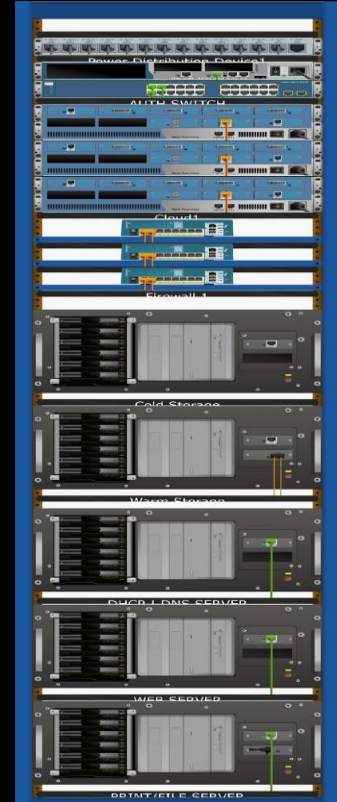 Power Distribution Device1
AUTH SWITCH
Cloud1
Firewall 1
Cold Storage
Warm Storage
DHCP | DNS SERVER
WEB SERVER
PRINT/FILE SERVER